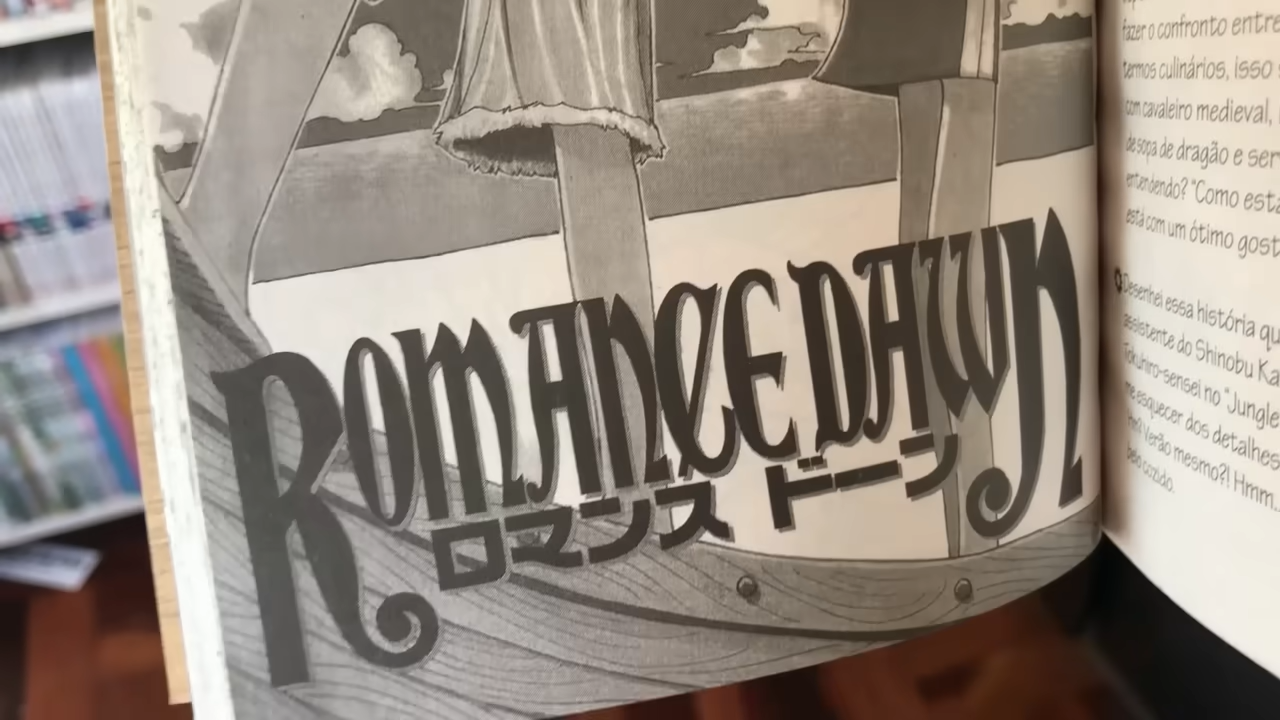 ROMANCE DAWN
ロマンス ドーン
fazer o confronto entre
termos culinários, isso
com cavaleiro medieval,
de sopa de dragão e ser
entendendo? "Como está
está com um ótimo gost
Desenhei essa história qu
assistente do Shinobu Ka
Tokuhiro-sensei no "Jungle
me esquecer dos detalhes
Verão mesmo?! Hmm...
pelo cozido.